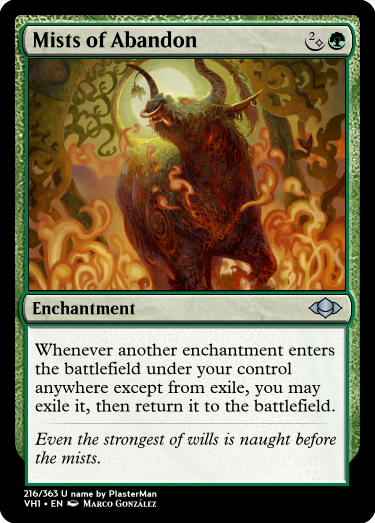 Mists of Abandon 2
Enchantment
Whenever another enchantment enters
the battlefield under your control
anywhere except from exile, you may
exile it, then return it to the battlefield.
Even the strongest of wills is naught before
the mists.
216/363 U name by PlasterMan
VH1 • EN Marco González